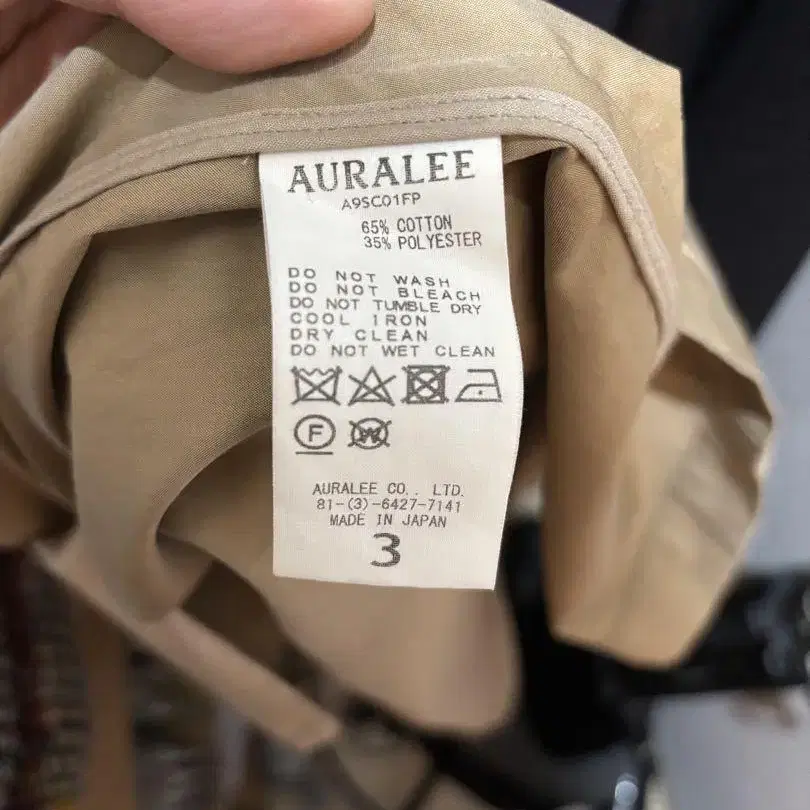 AURALEE
A9SC01FP
65% COTTON
35% POLYESTER
DO NOT WASH
DO NOT BLEACH
DO NOT TUMBLE DRY
COOL IRON
DRY CLEAN
DO NOT WET CLEAN
F W
AURALEE CO., LTD.
81-(3)-6427-7141
MADE IN JAPAN
3